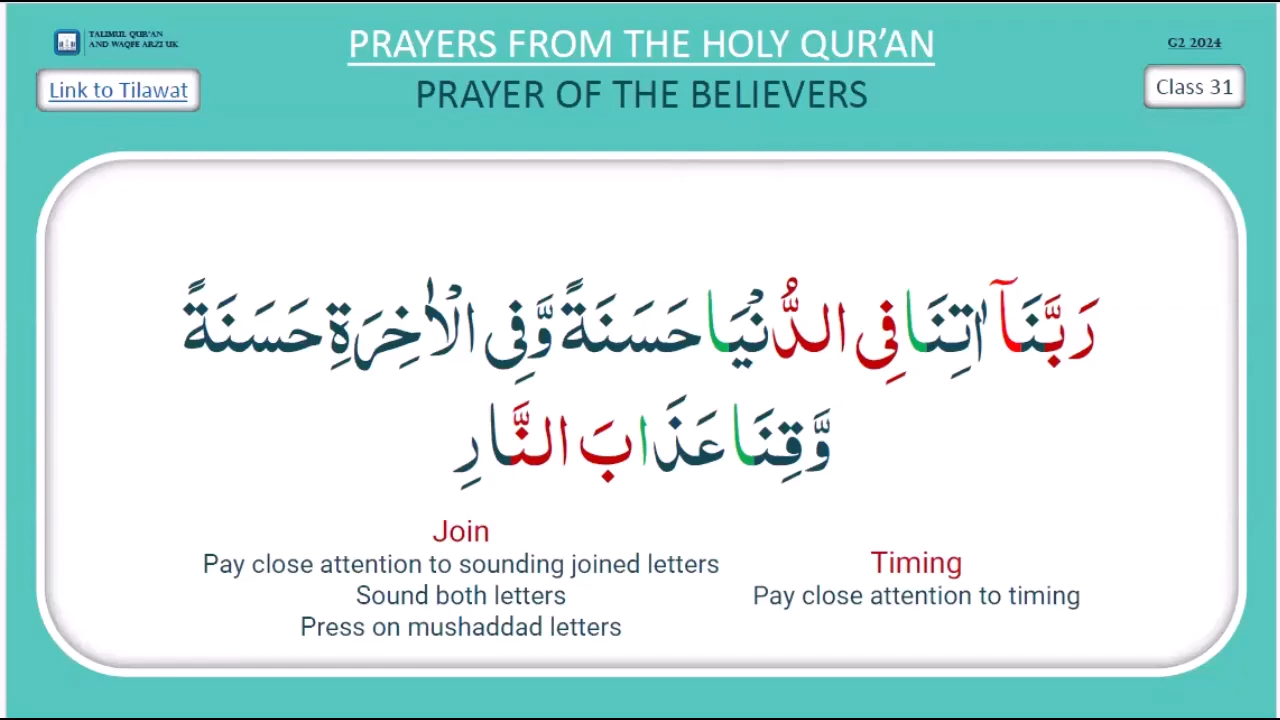 TALIMUL QUR'AN
AND WAQFE ARZI UK
PRAYERS FROM THE HOLY QUR’AN
G2 2024
Link to Tilawat
PRAYER OF THE BELIEVERS
Class 31
رَبَّنَاۤ اٰتِنَا فِی الدُّنْیَا حَسَنَةً وَّفِی الْاٰخِرَةِ حَسَنَةً
وَّقِنَا عَذَابَ النَّارِ
Join
Pay close attention to sounding joined letters
Sound both letters
Press on mushaddad letters
Timing
Pay close attention to timing